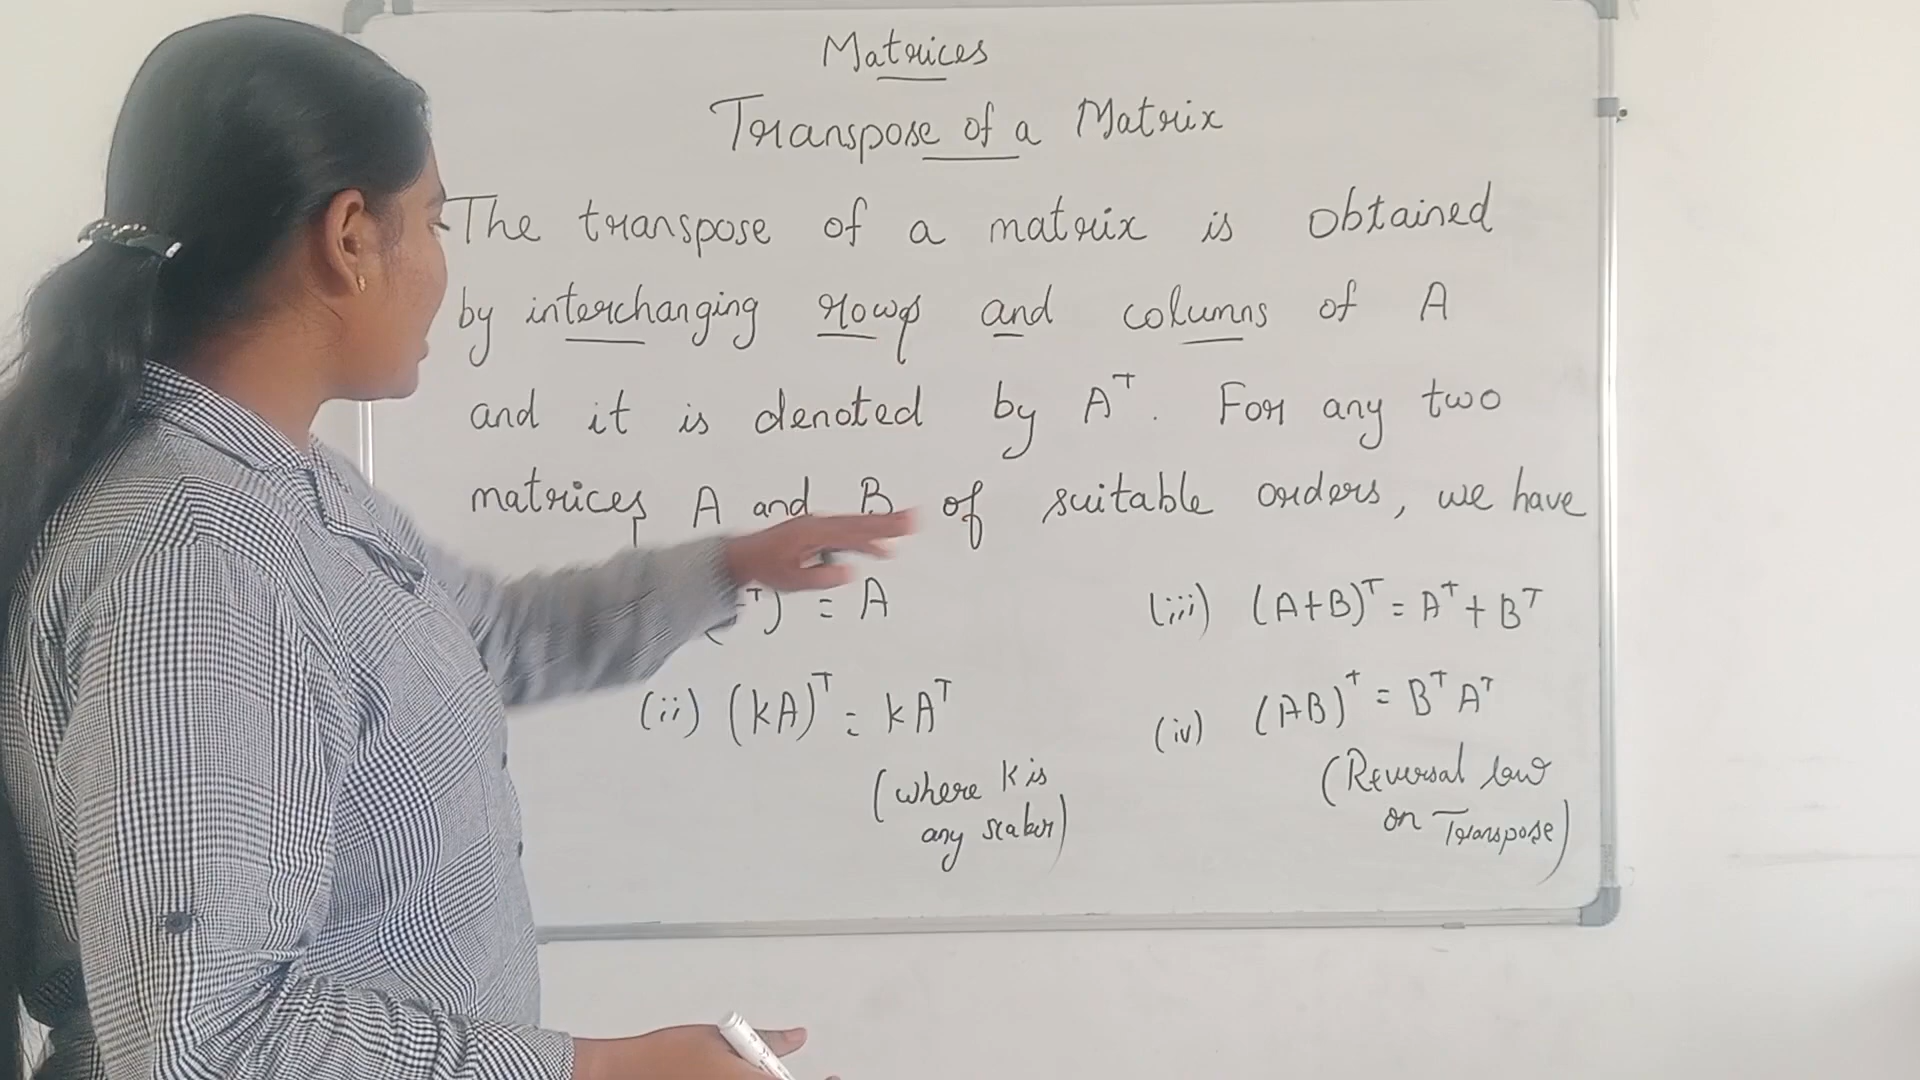 Matrices
Transpose of a Matrix
The transpose of a matrix is obtained
by interchanging rows and columns of A
and it is denoted by Aᵀ. For any two
matrices A and B of suitable orders, we have
ᵀ) = A
(iii) (A+B)ᵀ = Aᵀ + Bᵀ
(ii) (kA)ᵀ = kAᵀ
(where k is
any scalar)
(iv) (AB)ᵀ = Bᵀ Aᵀ
(Reversal law
on Transpose)